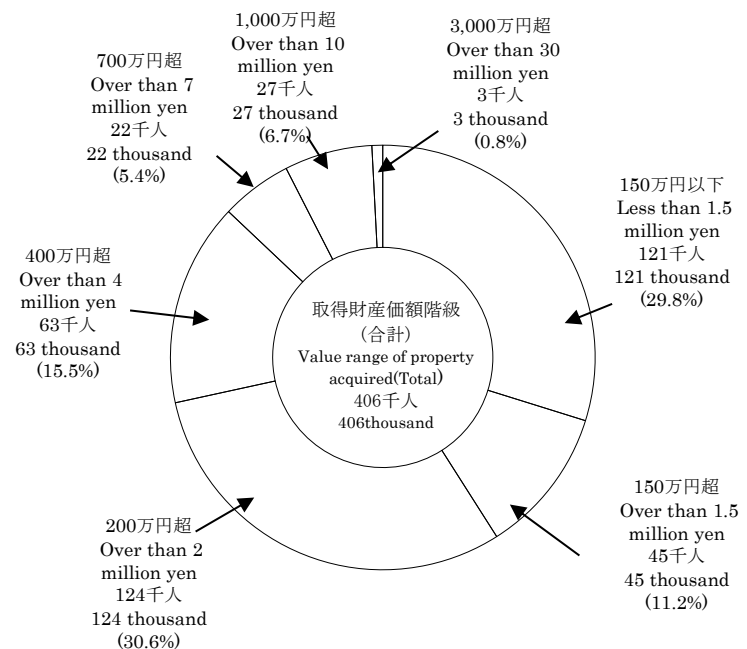 1,000万円超
Over than 10
million yen
27千人
27 thousand
(6.7%)
3,000万円超
Over than 30
million yen
3千人
3 thousand
(0.8%)
700万円超
Over than 7
million yen
22千人
22 thousand
(5.4%)
150万円以下
Less than 1.5
million yen
121千人
121 thousand
(29.8%)
400万円超
Over than 4
million yen
63千人
63 thousand
(15.5%)
取得財産価額階級
(合計)
Value range of property
acquired(Total)
406千人
406thousand
150万円超
Over than 1.5
million yen
45千人
45 thousand
(11.2%)
200万円超
Over than 2
million yen
124千人
124 thousand
(30.6%)